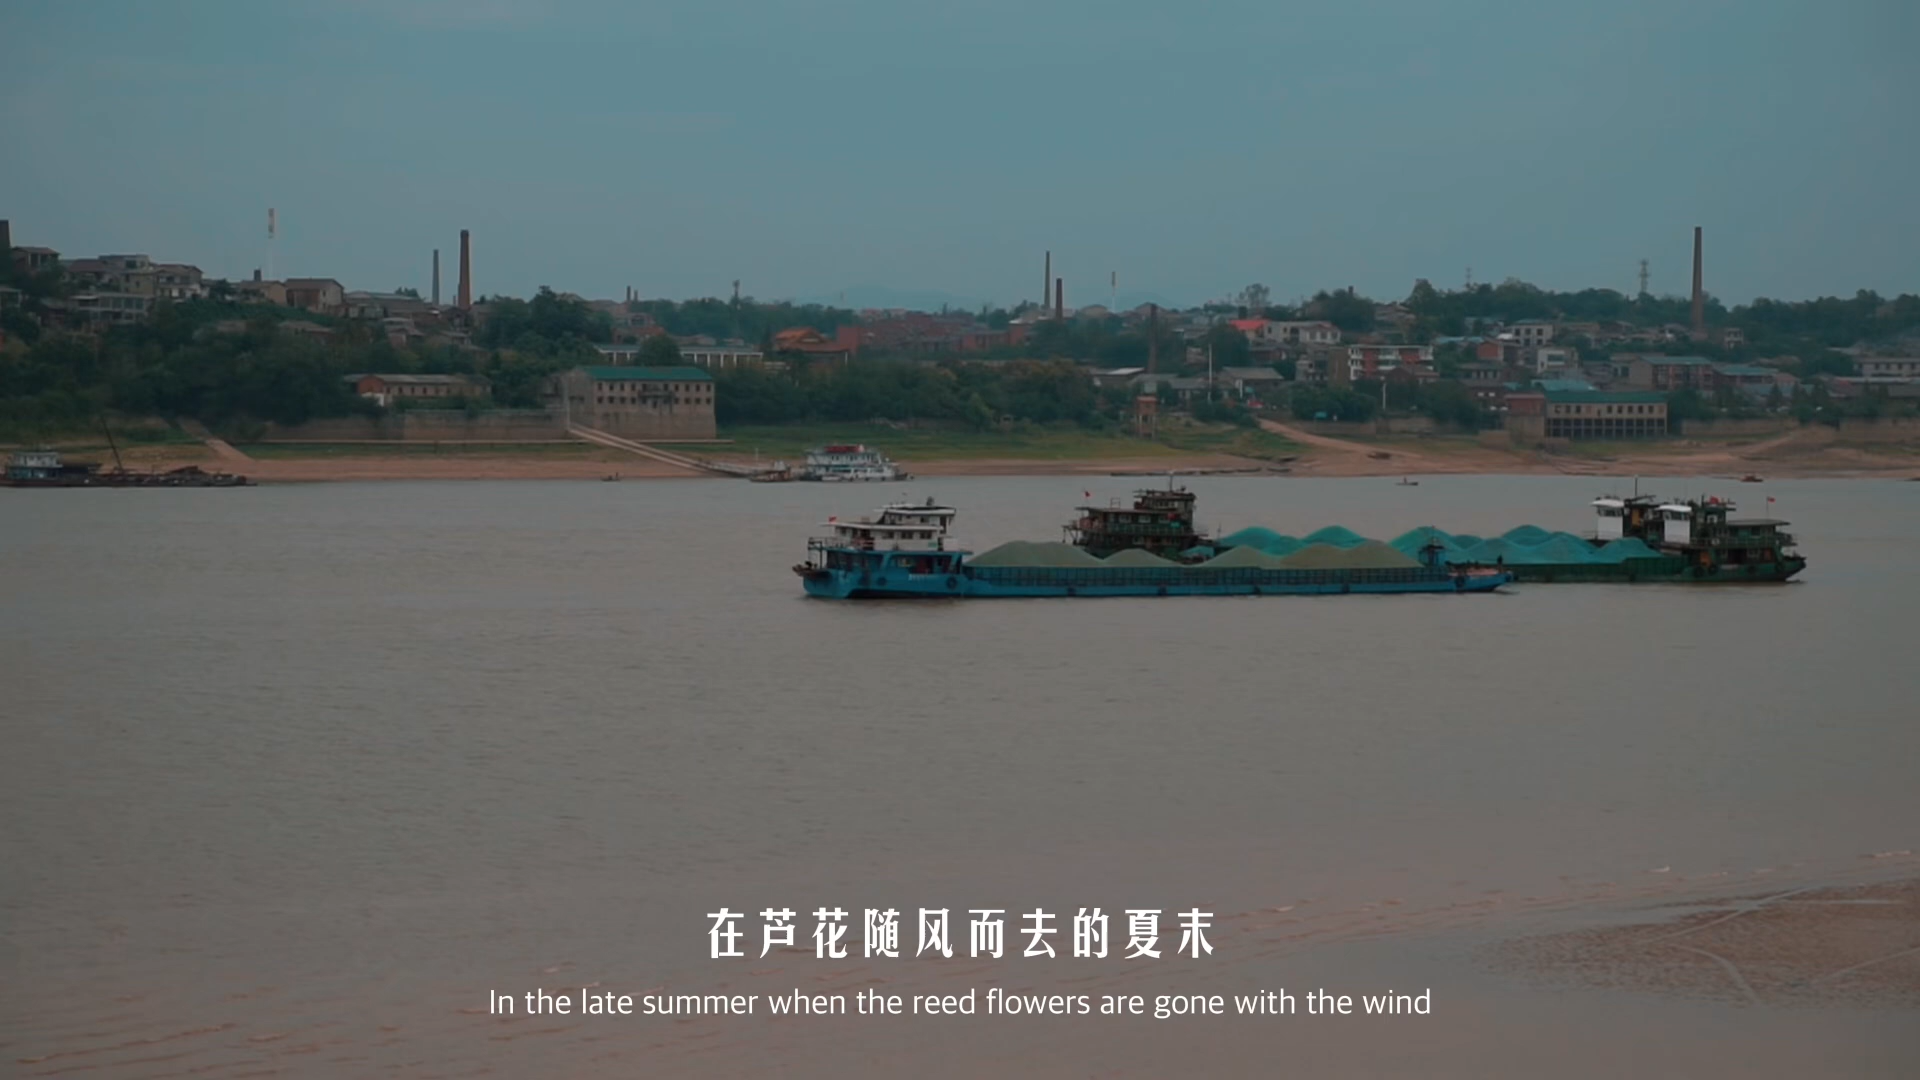 在芦花随风而去的夏末
In the late summer when the reed flowers are gone with the wind